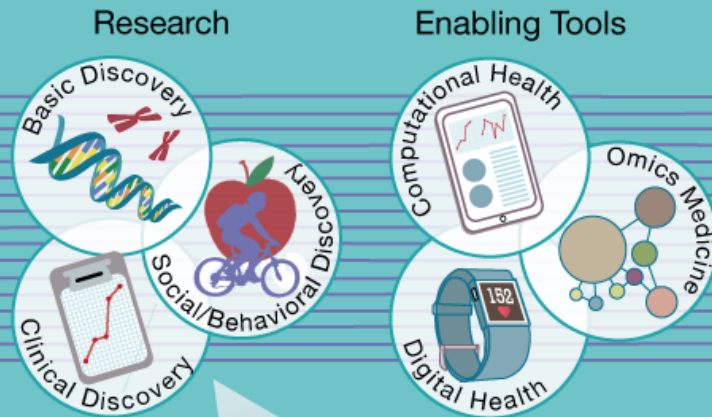 Research
Basic Discovery
Social/Behavioral Discovery
Clinical Discovery
Enabling Tools
Computational Health
Omics Medicine
Digital Health
152